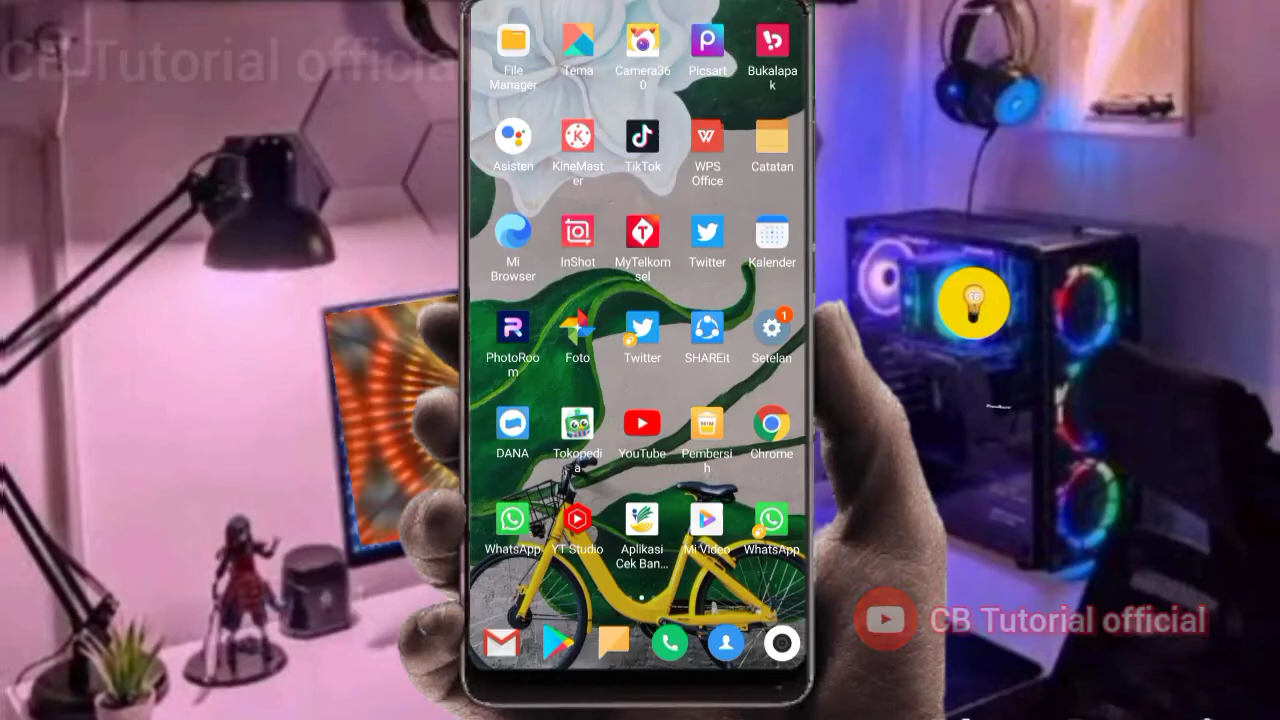 CB Tutorial official
File
Manager
Tema
Camera36
0
Picsart
Bukalapa
k
Asisten
KineMast
er
TikTok
WPS
Office
Catatan
Mi
Browser
InShot
MyTelkom
sel
Twitter
Kalender
PhotoRoo
m
Foto
Twitter
SHAREit
1
Setelan
DANA
Tokopedi
a
YouTube
Pembersi
h
Chrome
WhatsApp
YT Studio
Aplikasi
Cek Ban...
Mi Video
WhatsApp
CB Tutorial official